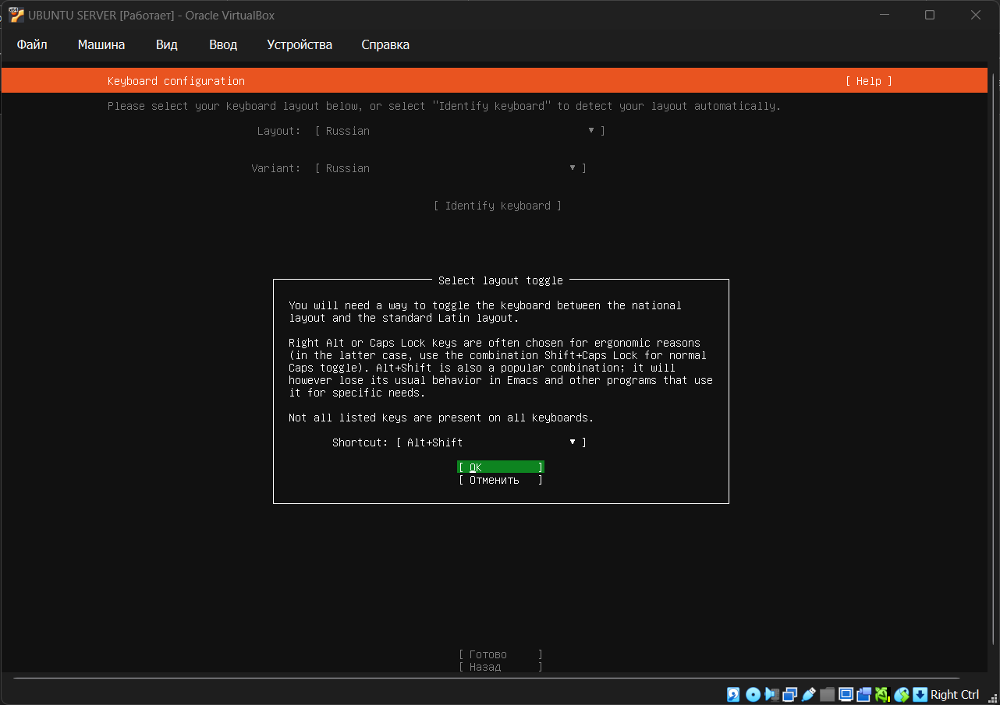 UBUNTU SERVER [Работает] - Oracle VirtualBox
Файл Машина Вид Ввод Устройства Справка
Keyboard configuration [ Help ]
Please select your keyboard layout below, or select "Identify keyboard" to detect your layout automatically.
Layout: [ Russian ▾ ]
Variant: [ Russian ▾ ]
[ Identify keyboard ]
Select layout toggle
You will need a way to toggle the keyboard between the national
layout and the standard Latin layout.
Right Alt or Caps Lock keys are often chosen for ergonomic reasons
(in the latter case, use the combination Shift+Caps Lock for normal
Caps toggle). Alt+Shift is also a popular combination; it will
however lose its usual behavior in Emacs and other programs that use
it for specific needs.
Not all listed keys are present on all keyboards.
Shortcut: [ Alt+Shift ▾ ]
[ OK ]
[ Отменить ]
[ Готово ]
[ Назад ]
Right Ctrl